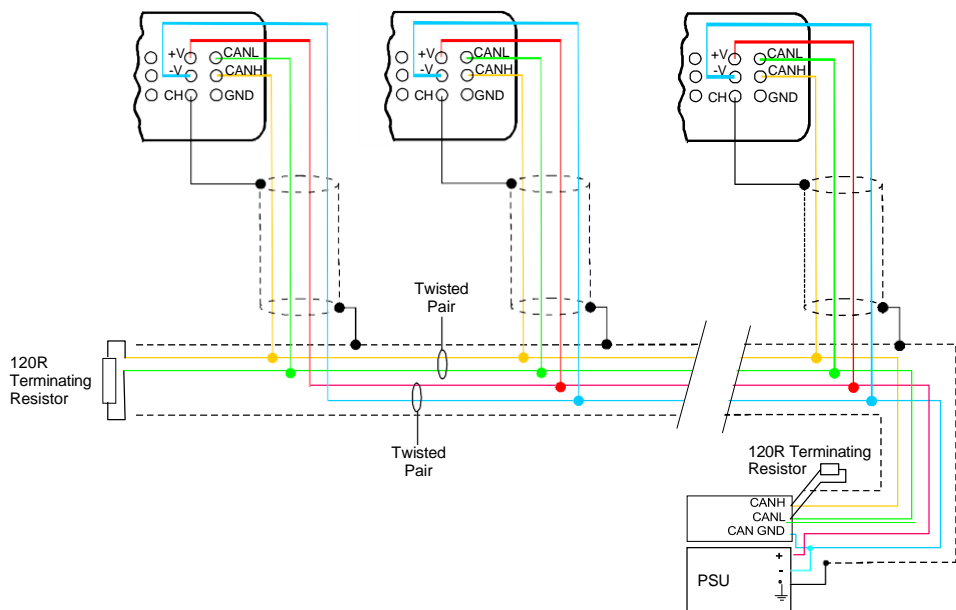 +V CANL
-V CANH
CH GND
+V CANL
-V CANH
CH GND
+V CANL
-V CANH
CH GND
Twisted
Pair
120R
Terminating
Resistor
Twisted
Pair
120R Terminating
Resistor
CANH
CANL
CAN GND
+
-
PSU